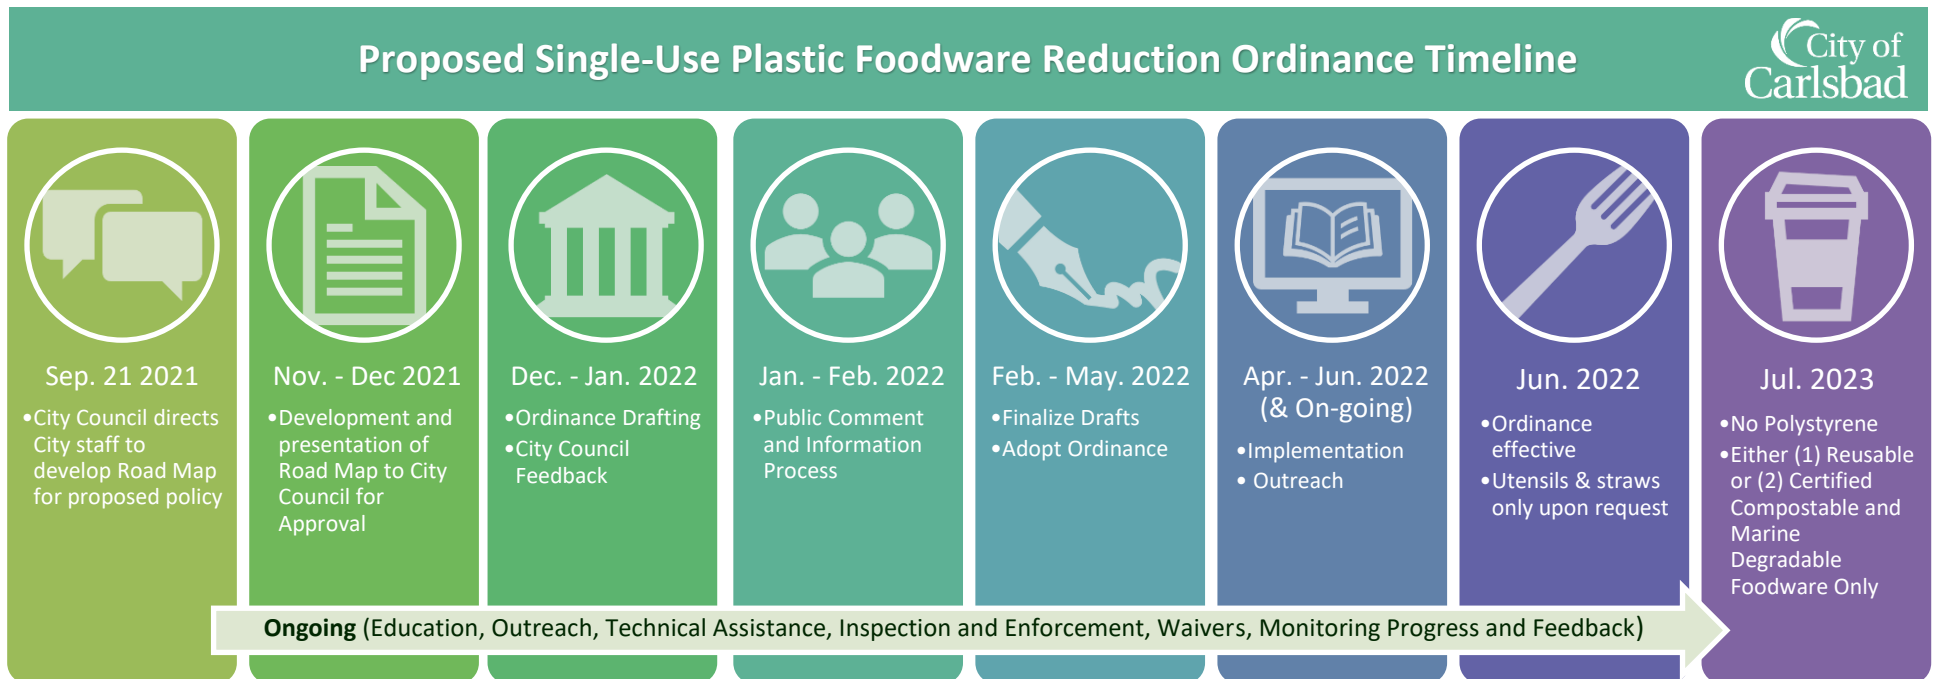 Proposed Single-Use Plastic Foodware Reduction Ordinance Timeline
City of
Carlsbad
Sep. 21 2021
•City Council directs
City staff to
develop Road Map
for proposed policy
Nov. - Dec 2021
•Development and
presentation of
Road Map to City
Council for
Approval
Dec. - Jan. 2022
•Ordinance Drafting
•City Council
Feedback
Jan. - Feb. 2022
•Public Comment
and Information
Process
Feb. - May. 2022
•Finalize Drafts
•Adopt Ordinance
Apr. - Jun. 2022
(& On-going)
•Implementation
• Outreach
Jun. 2022
•Ordinance
effective
•Utensils & straws
only upon request
Jul. 2023
•No Polystyrene
•Either (1) Reusable
or (2) Certified
Compostable and
Marine
Degradable
Foodware Only
Ongoing (Education, Outreach, Technical Assistance, Inspection and Enforcement, Waivers, Monitoring Progress and Feedback)